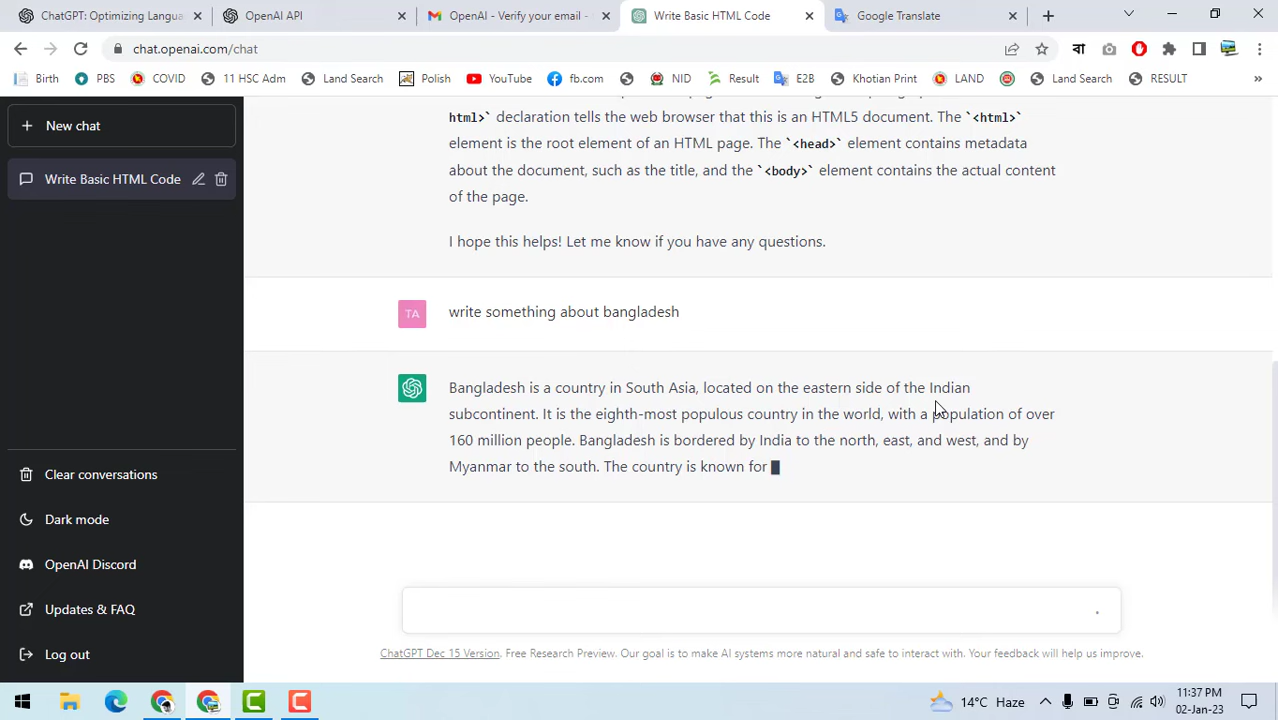 ChatGPT: Optimizing Langua
OpenAI API
OpenAI - Verify your email -
Write Basic HTML Code
Google Translate
chat.openai.com/chat
বা
Birth
PBS
COVID
11 HSC Adm
Land Search
Polish
YouTube
fb.com
NID
Result
E2B
Khotian Print
LAND
Land Search
RESULT
»
New chat
Write Basic HTML Code
Clear conversations
Dark mode
OpenAI Discord
Updates & FAQ
Log out
html>` declaration tells the web browser that this is an HTML5 document. The `<html>`
element is the root element of an HTML page. The `<head>` element contains metadata
about the document, such as the title, and the `<body>` element contains the actual content
of the page.
I hope this helps! Let me know if you have any questions.
TA
write something about bangladesh
Bangladesh is a country in South Asia, located on the eastern side of the Indian
subcontinent. It is the eighth-most populous country in the world, with a population of over
160 million people. Bangladesh is bordered by India to the north, east, and west, and by
Myanmar to the south. The country is known for
ChatGPT Dec 15 Version. Free Research Preview. Our goal is to make AI systems more natural and safe to interact with. Your feedback will help us improve.
14°C Haze
11:37 PM
02-Jan-23